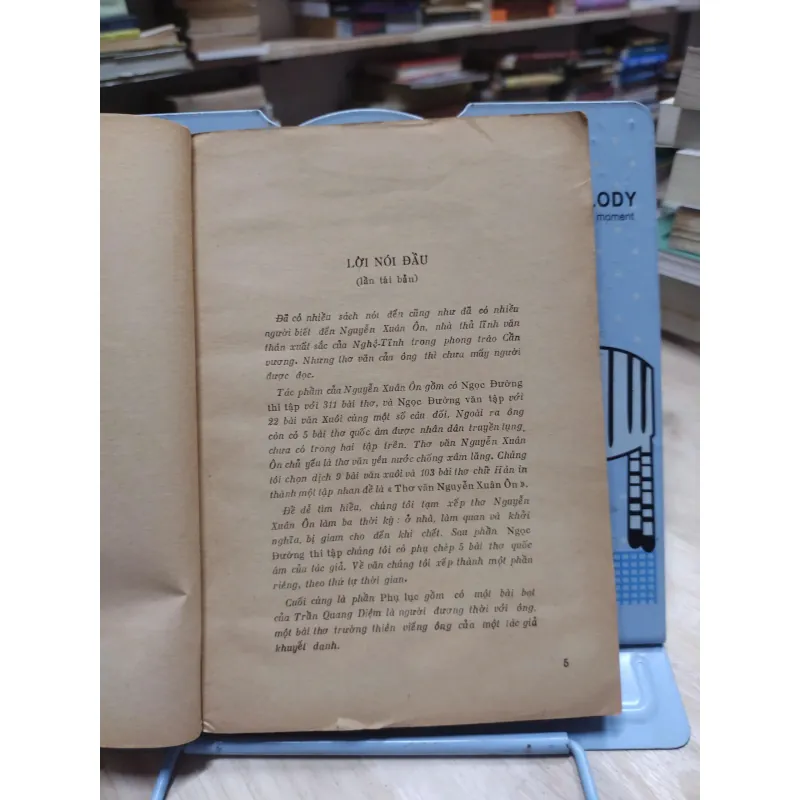 LỜI NÓI ĐẦU
(lần tái bản)
Đã có nhiều sách nói đến cũng như đã có nhiều
người biết đến Nguyễn Xuân Ôn, nhà thủ lĩnh văn
thân xuất sắc của Nghệ-Tĩnh trong phong trào Cần
vương. Nhưng thơ văn của ông thì chưa mấy người
được đọc.
Tác phẩm của Nguyễn Xuân Ôn gồm có Ngọc Đường
thi tập với 311 bài thơ, và Ngọc Đường văn tập với
22 bài văn Xuôi cùng một số câu đối. Ngoài ra ông
còn có 5 bài thơ quốc âm được nhân dân truyền tụng,
chưa có trong hai tập trên. Thơ văn Nguyễn Xuân
Ôn chủ yếu là thơ văn yêu nước chống xâm lăng. Chúng
tôi chọn dịch 9 bài văn xuôi và 103 bài thơ chữ Hán in
thành một tập nhan đề là « Thơ văn Nguyễn Xuân Ôn ».
Để dễ tìm hiểu, chúng tôi tạm xếp thơ Nguyễn
Xuân Ôn làm ba thời kỳ : ở nhà, làm quan và khởi
nghĩa, bị giam cho đến khi chết. Sau phần Ngọc
Đường thi tập chúng tôi có phụ chép 5 bài thơ quốc
âm của tác giả. Về văn chúng tôi xếp thành một phần
riêng, theo thứ tự thời gian.
Cuối cùng là phần Phụ lục gồm có một bài bạt
của Trần Quang Diệm là người đương thời với ông,
một bài thơ trường thiên viếng ông của một tác giả
khuyết danh.
5
LODY
moment